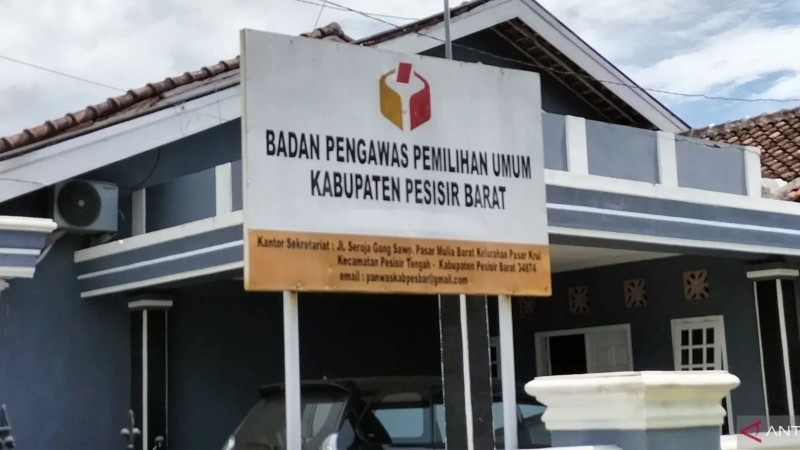 BADAN PENGAWAS PEMILIHAN UMUM
KABUPATEN PESISIR BARAT
Kantor Sekretariat : Jl. Seroja Gang Sawo. Pasar Mulia Barat Kelurahan Pasar Krui
Kecamatan Pesisir Tengah - Kabupaten Pesisir Barat 34874
email : panwaskabpesbar@gmail.com